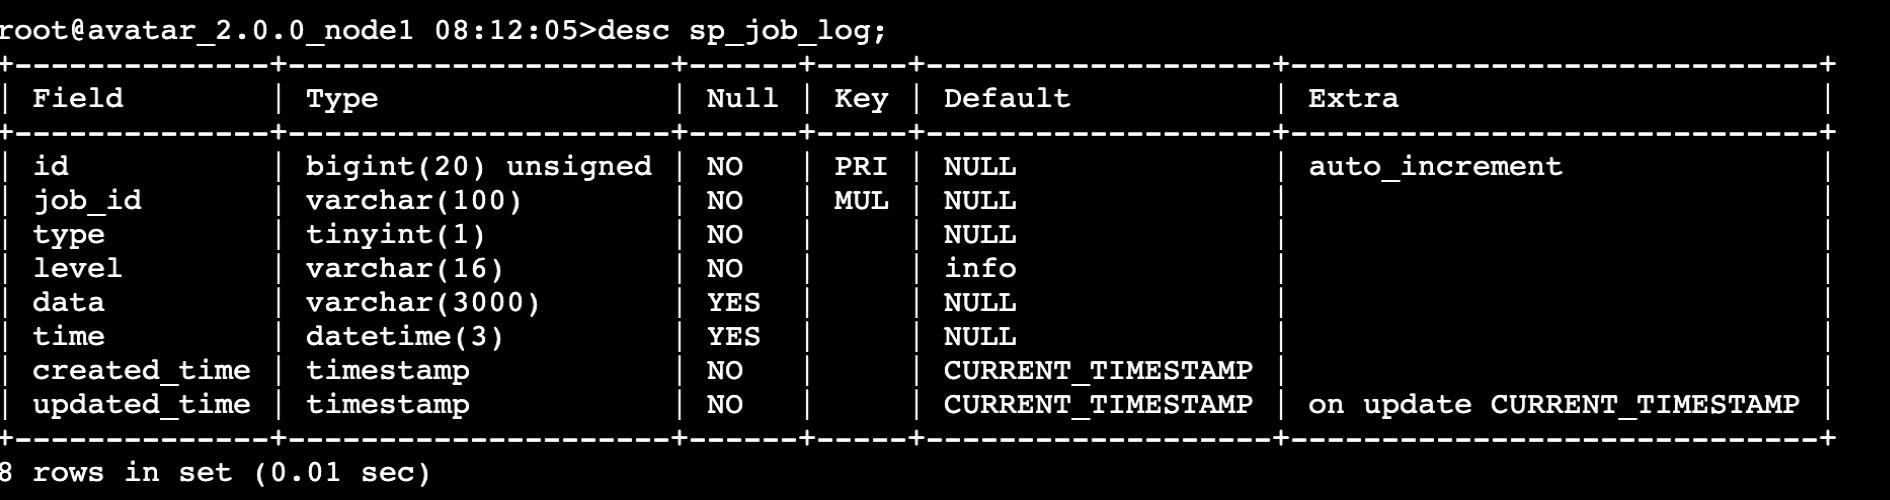 root@avatar_2.0.0_node1 08:12:05>desc sp_job_log;
+--------------+---------------------+------+-----+-------------------+-----------------------------+
| Field        | Type                | Null | Key | Default           | Extra                       |
+--------------+---------------------+------+-----+-------------------+-----------------------------+
| id           | bigint(20) unsigned | NO   | PRI | NULL              | auto_increment              |
| job_id       | varchar(100)        | NO   | MUL | NULL              |                             |
| type         | tinyint(1)          | NO   |     | NULL              |                             |
| level        | varchar(16)         | NO   |     | info              |                             |
| data         | varchar(3000)       | YES  |     | NULL              |                             |
| time         | datetime(3)         | YES  |     | NULL              |                             |
| created_time | timestamp           | NO   |     | CURRENT_TIMESTAMP |                             |
| updated_time | timestamp           | NO   |     | CURRENT_TIMESTAMP | on update CURRENT_TIMESTAMP |
+--------------+---------------------+------+-----+-------------------+-----------------------------+
8 rows in set (0.01 sec)